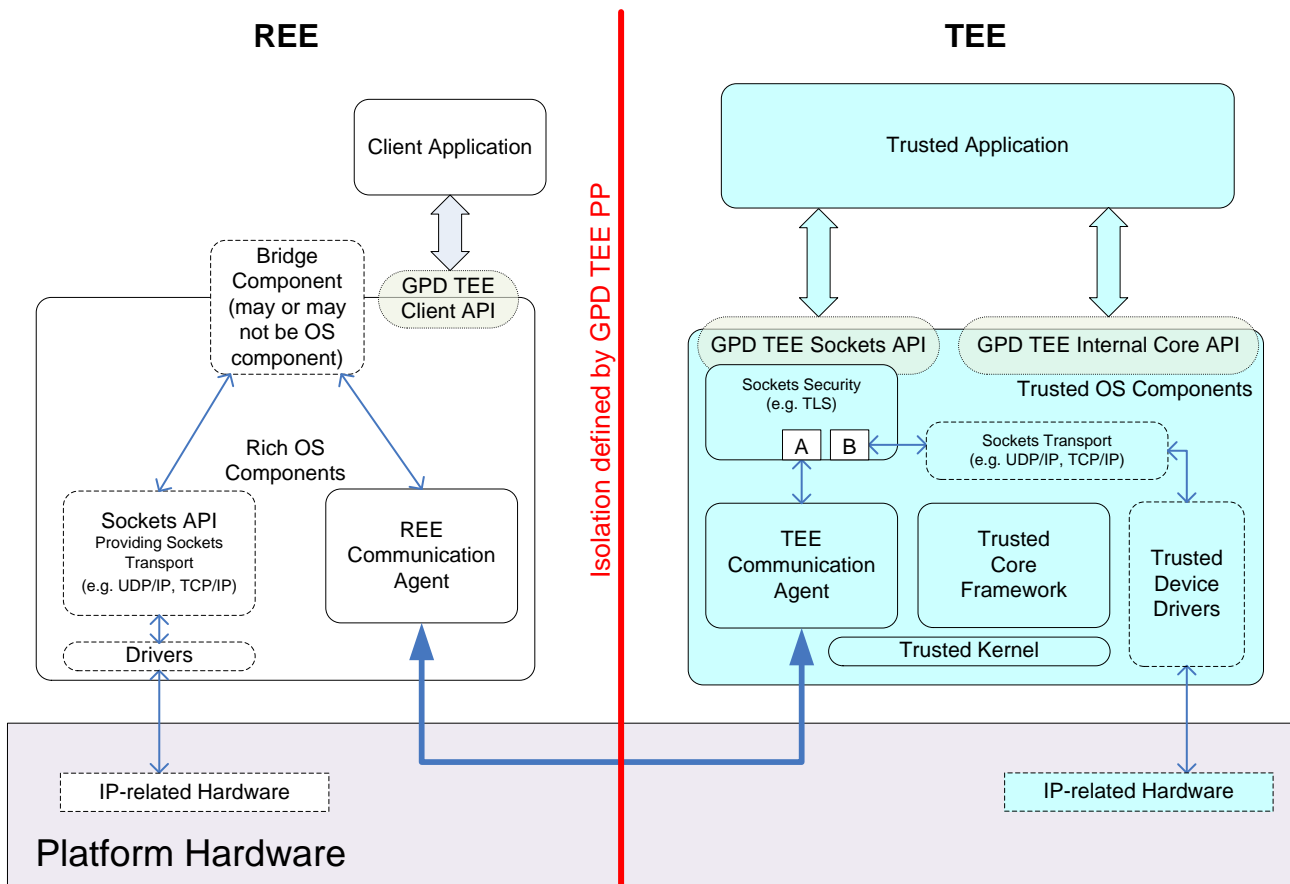 REE
TEE
Client Application
Trusted Application
Isolation defined by GPD TEE PP
Bridge
Component
(may or may
not be OS
component)
GPD TEE
Client API
GPD TEE Sockets API
GPD TEE Internal Core API
Sockets Security
(e.g. TLS)
Trusted OS Components
A
B
Sockets Transport
(e.g. UDP/IP, TCP/IP)
Rich OS
Components
Sockets API
Providing Sockets
Transport
(e.g. UDP/IP, TCP/IP)
REE
Communication
Agent
TEE
Communication
Agent
Trusted
Core
Framework
Trusted
Device
Drivers
Drivers
Trusted Kernel
IP-related Hardware
IP-related Hardware
Platform Hardware